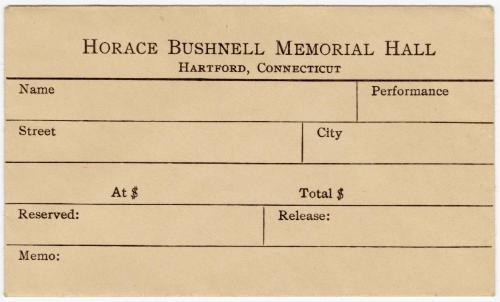 HORACE BUSHNELL MEMORIAL HALL
HARTFORD, CONNECTICUT
Name Performance
Street City
At $ Total $
Reserved: Release:
Memo: